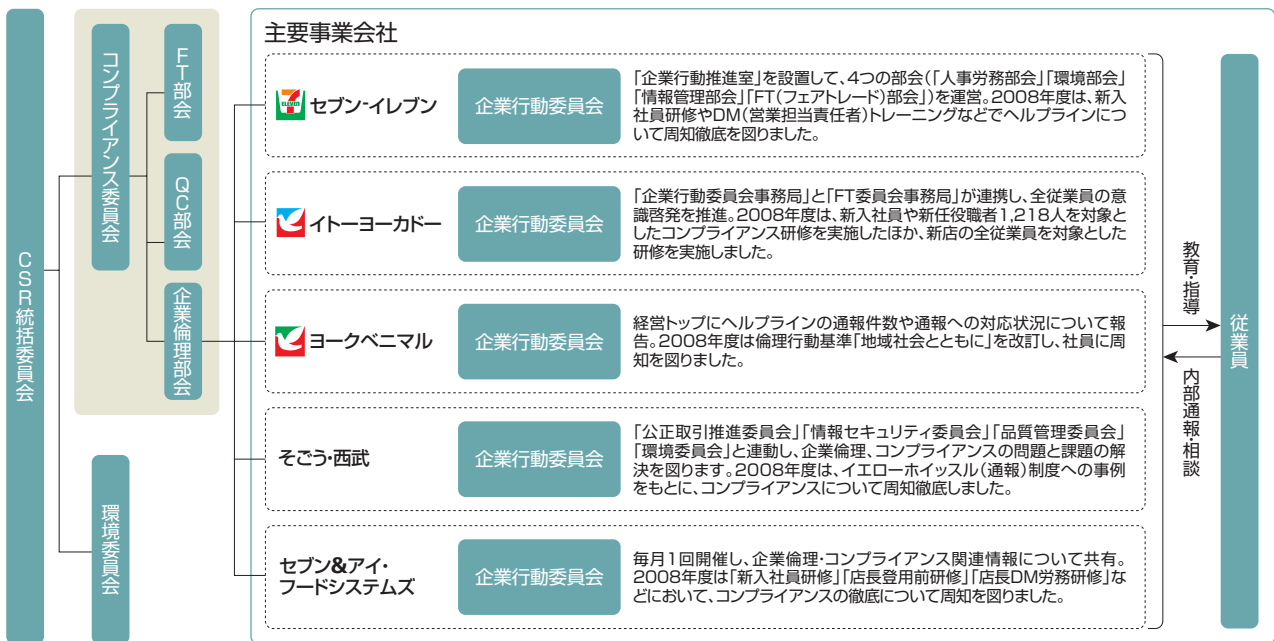 CSR統括委員会
コンプライアンス委員会
FT部会
QC部会
企業倫理部会
環境委員会
主要事業会社
7 ELEVEN
セブン-イレブン
企業行動委員会
「企業行動推進室」を設置して、4つの部会(「人事労務部会」「環境部会」
「情報管理部会」「FT(フェアトレード)部会」)を運営。2008年度は、新入
社員研修やDM(営業担当責任者)トレーニングなどでヘルプラインにつ
いて周知徹底を図りました。
イトーヨーカドー
企業行動委員会
「企業行動委員会事務局」と「FT委員会事務局」が連携し、全従業員の意
識啓発を推進。2008年度は、新入社員や新任役職者1,218人を対象と
したコンプライアンス研修を実施したほか、新店の全従業員を対象とした
研修を実施しました。
ヨークベニマル
企業行動委員会
経営トップにヘルプラインの通報件数や通報への対応状況について報
告。2008年度は倫理行動基準「地域社会とともに」を改訂し、社員に周
知を図りました。
そごう・西武
企業行動委員会
「公正取引推進委員会」「情報セキュリティ委員会」「品質管理委員会」
「環境委員会」と連動し、企業倫理、コンプライアンスの問題と課題の解
決を図ります。2008年度は、イエローホイッスル(通報)制度への事例
をもとに、コンプライアンスについて周知徹底しました。
セブン&アイ・
フードシステムズ
企業行動委員会
毎月1回開催し、企業倫理・コンプライアンス関連情報について共有。
2008年度は「新入社員研修」「店長登用前研修」「店長DM労務研修」な
どにおいて、コンプライアンスの徹底について周知を図りました。
教育・指導
内部通報・相談
従業員